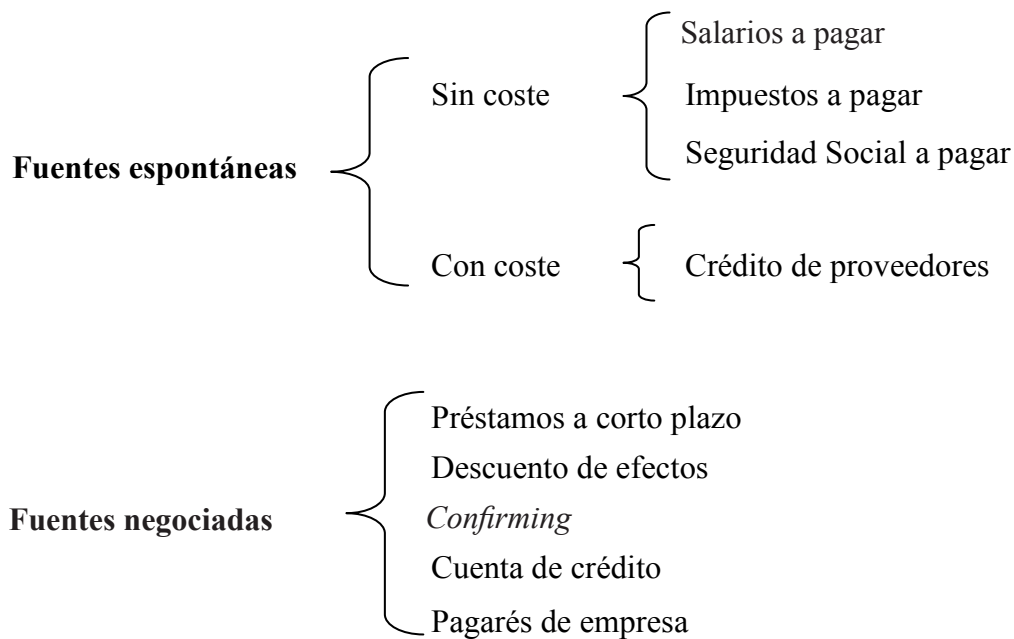 Fuentes espontáneas
Sin coste
Salarios a pagar
Impuestos a pagar
Seguridad Social a pagar
Con coste
Crédito de proveedores
Fuentes negociadas
Préstamos a corto plazo
Descuento de efectos
Confirming
Cuenta de crédito
Pagarés de empresa